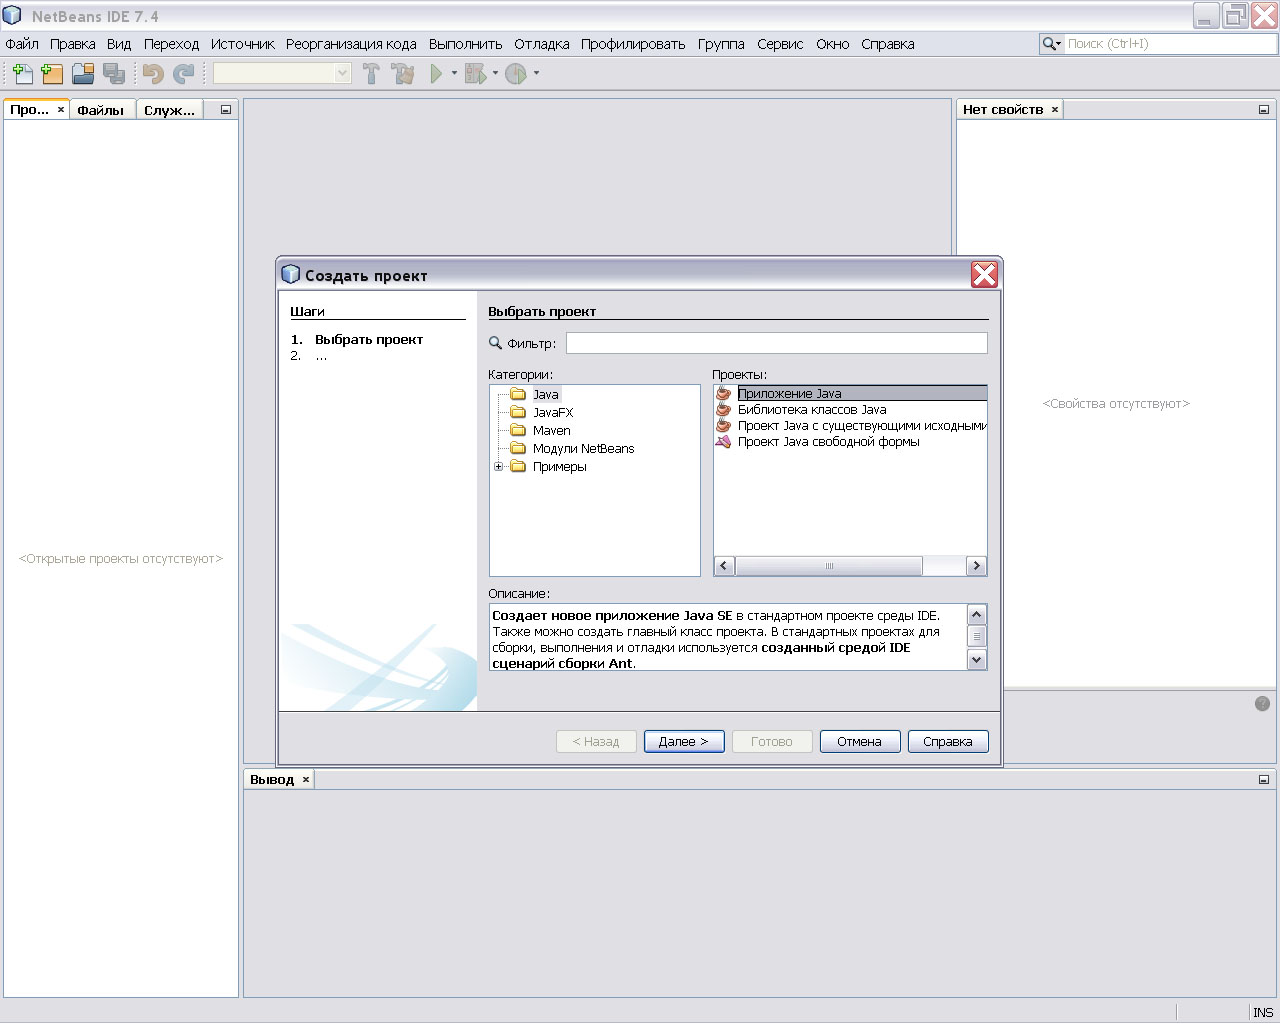 NetBeans IDE 7.4
Файл Правка Вид Переход Источник Реорганизация кода Выполнить Отладка Профилировать Группа Сервис Окно Справка
Поиск (Ctrl+I)
Про... × Файлы Служ...
Нет свойств ×
<Открытые проекты отсутствуют>
<Свойства отсутствуют>
Создать проект
Шаги
1. Выбрать проект
2. ...
Выбрать проект
Фильтр:
Категории:
Java
JavaFX
Maven
Модули NetBeans
Примеры
Проекты:
Приложение Java
Библиотека классов Java
Проект Java с существующими исходными
Проект Java свободной формы
Описание:
Создает новое приложение Java SE в стандартном проекте среды IDE.
Также можно создать главный класс проекта. В стандартных проектах для
сборки, выполнения и отладки используется созданный средой IDE
сценарий сборки Ant.
< Назад Далее > Готово Отмена Справка
Вывод ×
INS